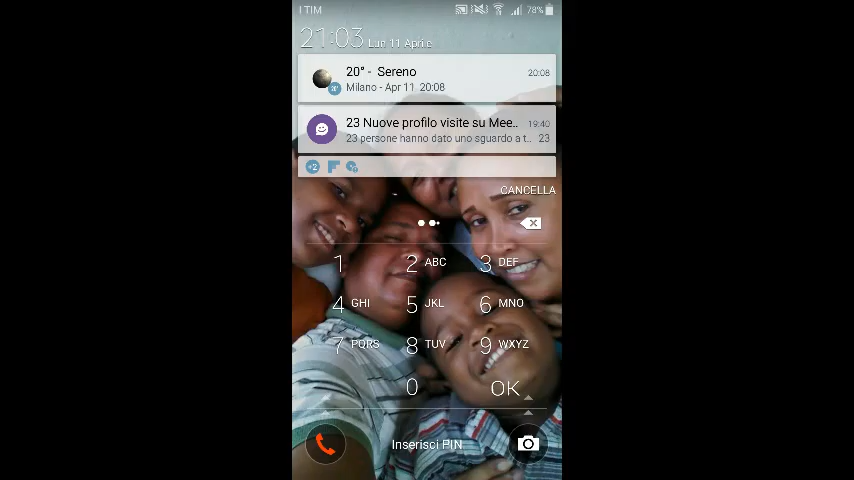 I TIM
78%
21:03 Lun 11 Aprile
20° - Sereno 20:08
Milano - Apr 11 20:08
20°
23 Nuove profilo visite su Mee.. 19:40
23 persone hanno dato uno sguardo a t.. 23
+2
CANCELLA
1 2 ABC 3 DEF
4 GHI 5 JKL 6 MNO
7 PQRS 8 TUV 9 WXYZ
0 OK
Inserisci PIN